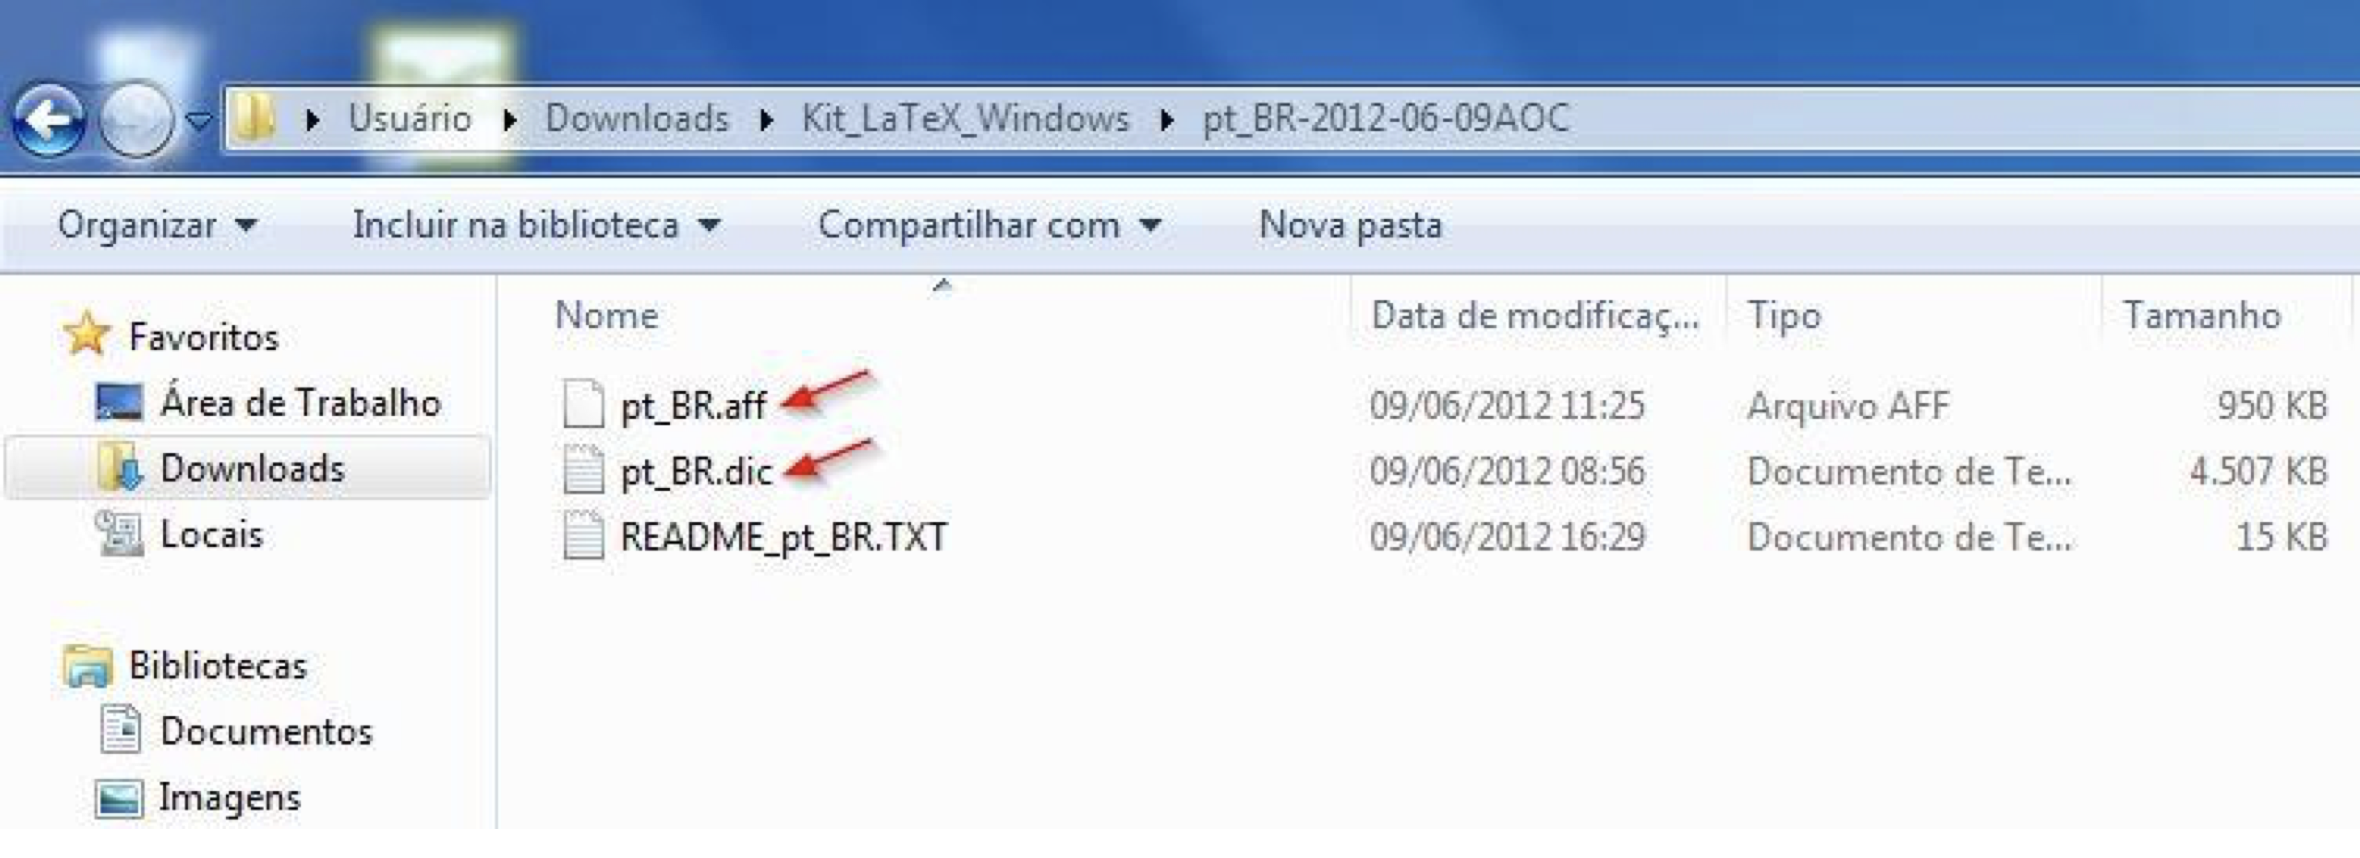 Usuário Downloads Kit_LaTeX_Windows pt_BR-2012-06-09AOC
Organizar Incluir na biblioteca Compartilhar com Nova pasta
Favoritos
Área de Trabalho
Downloads
Locais
Bibliotecas
Documentos
Imagens
Nome Data de modificaç... Tipo Tamanho
pt_BR.aff 09/06/2012 11:25 Arquivo AFF 950 KB
pt_BR.dic 09/06/2012 08:56 Documento de Te... 4.507 KB
README_pt_BR.TXT 09/06/2012 16:29 Documento de Te... 15 KB